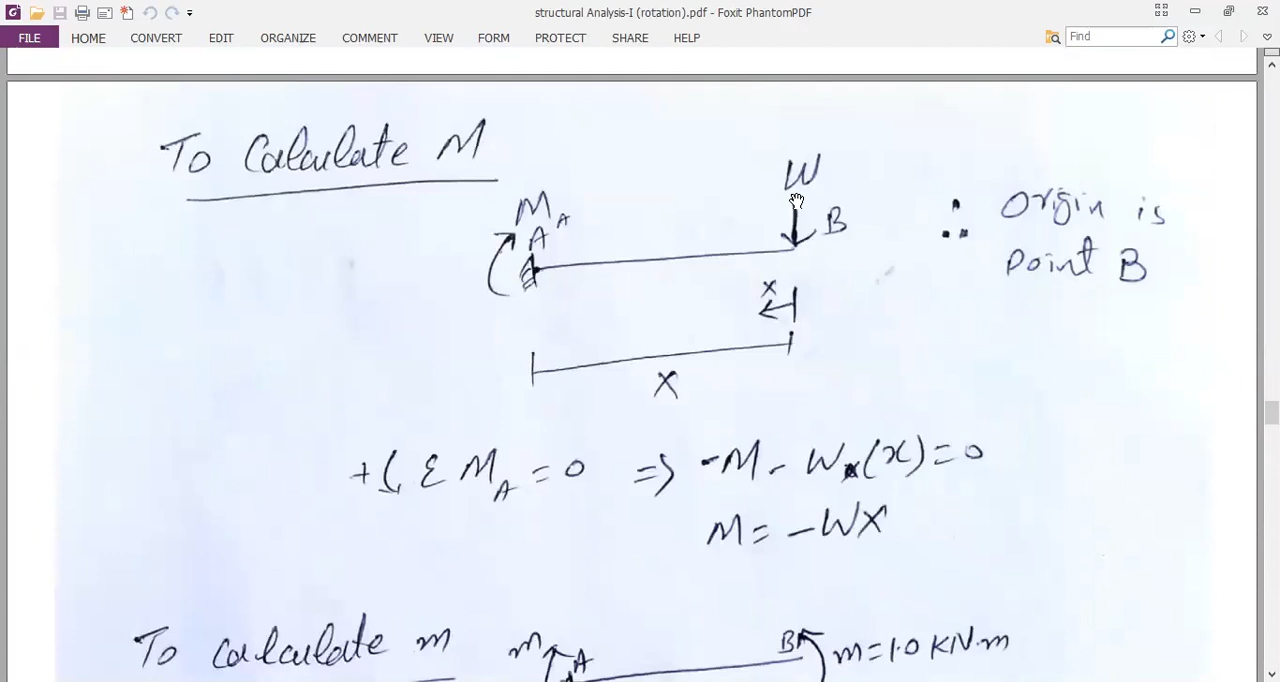 structural Analysis-I (rotation).pdf - Foxit PhantomPDF
FILE HOME CONVERT EDIT ORGANIZE COMMENT VIEW FORM PROTECT SHARE HELP Find
To Calculate M
W
M A
A
B
∴ Origin is
point B
x
x
+ Σ M A = 0 => -M - W x (x) = 0
M = - Wx
To calculate m
m A
B
m = 1.0 KN.m